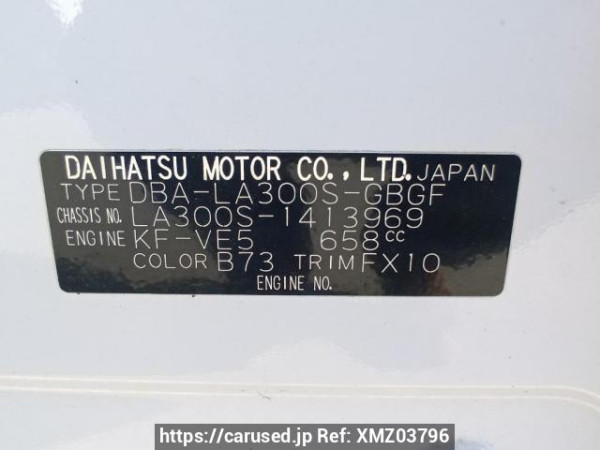 DAIHATSU MOTOR CO., LTD. JAPAN
TYPE DBA-LA300S-GBGF
CHASSIS NO. LA300S-1413969
ENGINE KF-VE5 658cc
COLOR B73 TRIM FX10
ENGINE NO.
https://carused.jp Ref: XMZ03796